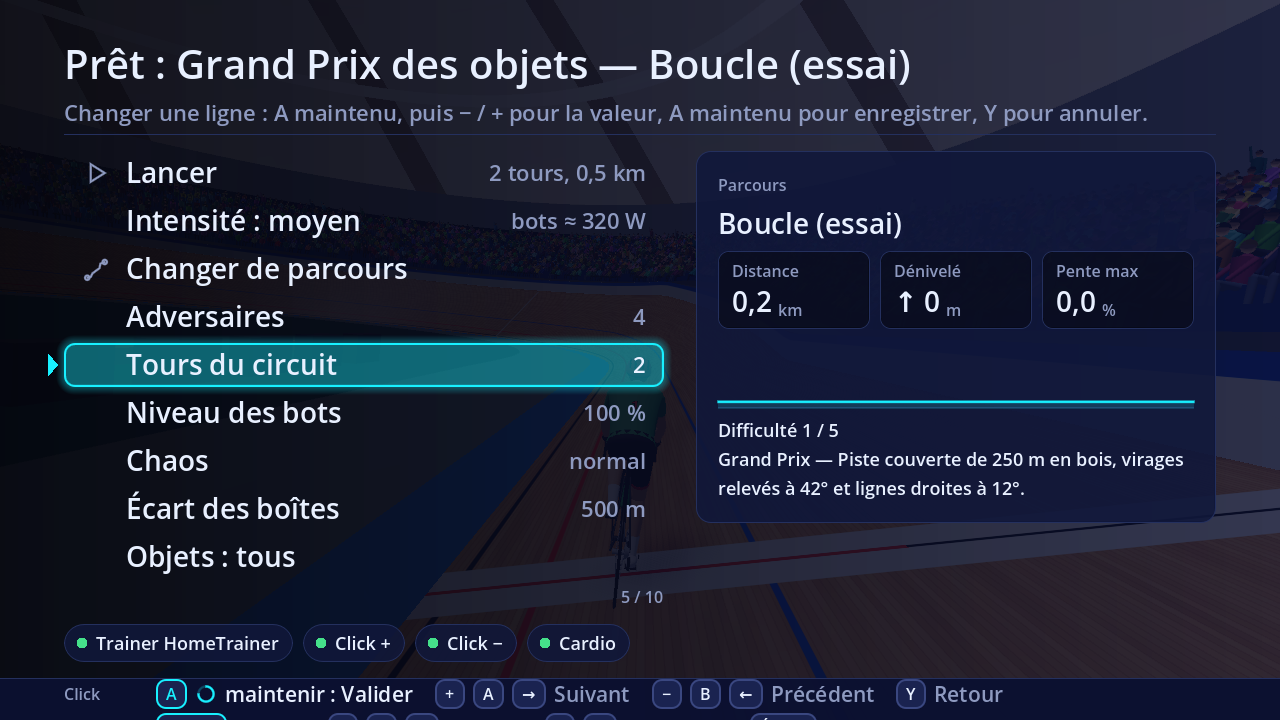 Prêt : Grand Prix des objets — Boucle (essai)
Changer une ligne : A maintenu, puis − / + pour la valeur, A maintenu pour enregistrer, Y pour annuler.
Lancer 2 tours, 0,5 km
Intensité : moyen bots ≈ 320 W
Changer de parcours
Adversaires 4
Tours du circuit 2
Niveau des bots 100 %
Chaos normal
Écart des boîtes 500 m
Objets : tous
5 / 10
Parcours
Boucle (essai)
Distance Dénivelé Pente max
0,2 km ↑ 0 m 0,0 %
Difficulté 1 / 5
Grand Prix — Piste couverte de 250 m en bois, virages
relevés à 42° et lignes droites à 12°.
Trainer HomeTrainer Click + Click − Cardio
Click A maintenir : Valider + A → Suivant − B ← Précédent Y Retour